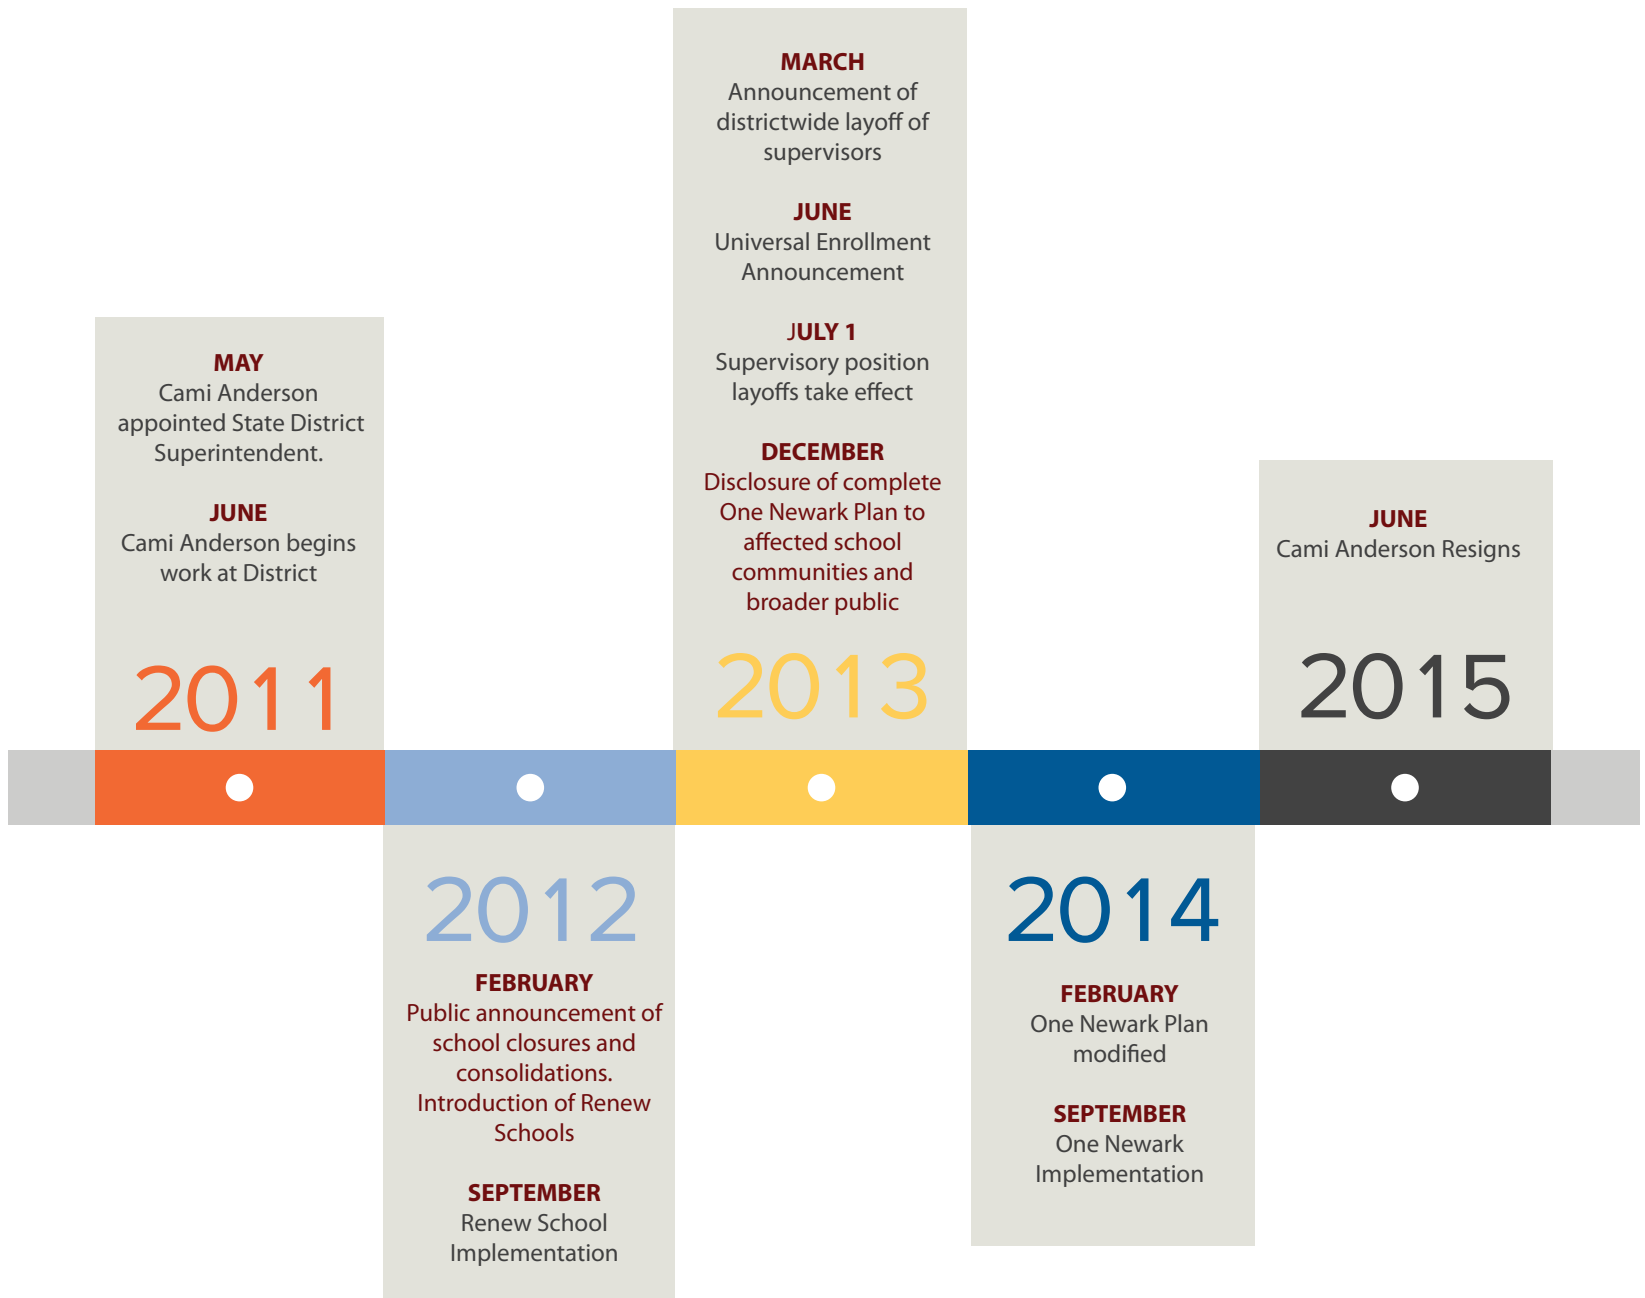 MAY
Cami Anderson
appointed State District
Superintendent.
JUNE
Cami Anderson begins
work at District
2011
2012
FEBRUARY
Public announcement of
school closures and
consolidations.
Introduction of Renew
Schools
SEPTEMBER
Renew School
Implementation
MARCH
Announcement of
districtwide layoff of
supervisors
JUNE
Universal Enrollment
Announcement
JULY 1
Supervisory position
layoffs take effect
DECEMBER
Disclosure of complete
One Newark Plan to
affected school
communities and
broader public
2013
2014
FEBRUARY
One Newark Plan
modified
SEPTEMBER
One Newark
Implementation
JUNE
Cami Anderson Resigns
2015